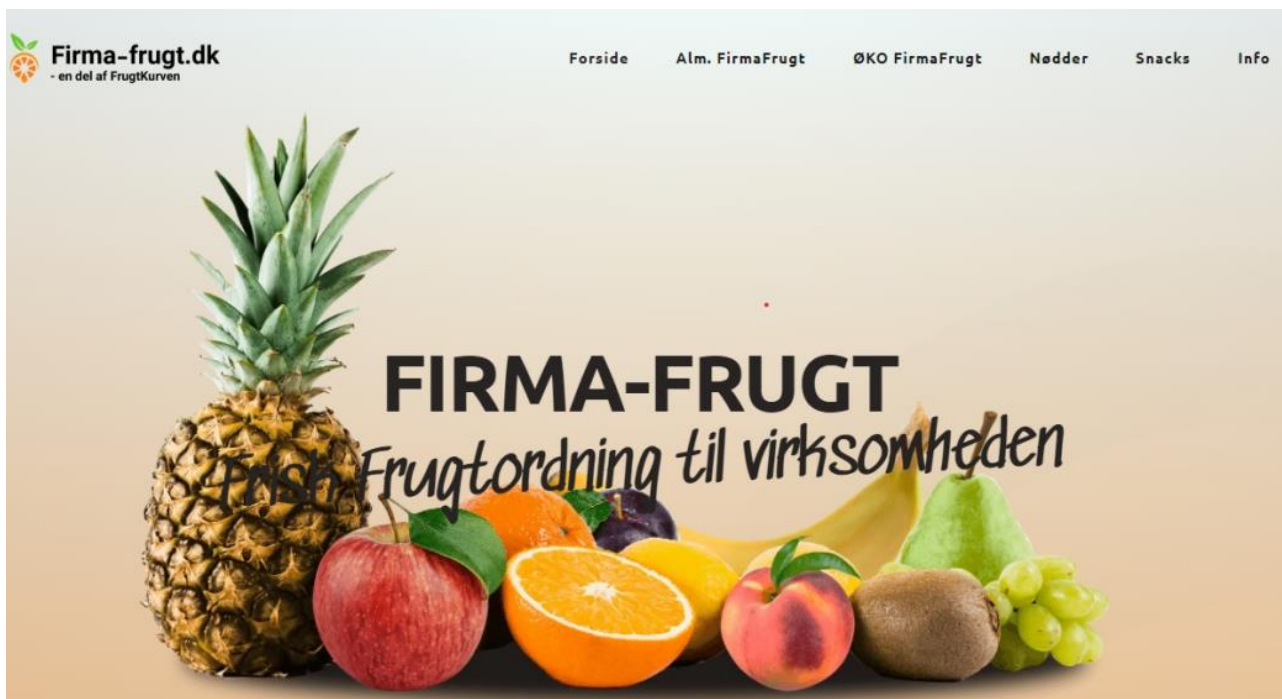 Firma-frugt.dk
- en del af FrugtKurven
Forside Alm. FirmaFrugt ØKO FirmaFrugt Nødder Snacks Info
FIRMA-FRUGT
Frisk Frugtordning til virksomheden